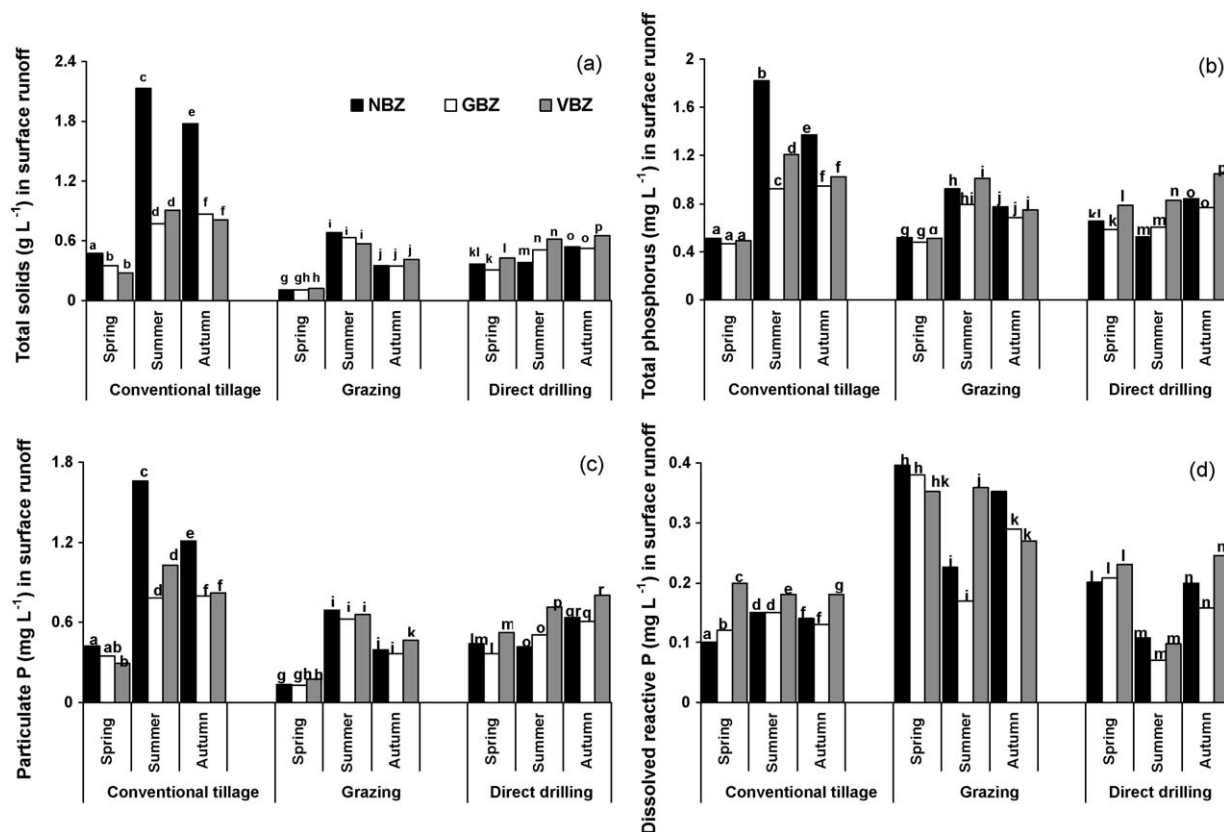 (a)
Total solids (g L⁻¹) in surface runoff
2.4
1.8
1.2
0.6
0
NBZ GBZ VBZ
a b b c d d e f f
g gh h i i i j j j
kl k l m n n o o p
Spring Summer Autumn Spring Summer Autumn Spring Summer Autumn
Conventional tillage Grazing Direct drilling
(b)
Total phosphorus (mg L⁻¹) in surface runoff
2
1.6
1.2
0.8
0.4
0
a a a b c d e f f
g g g h hi i j j j
kl k l m m n o o p
Spring Summer Autumn Spring Summer Autumn Spring Summer Autumn
Conventional tillage Grazing Direct drilling
(c)
Particulate P (mg L⁻¹) in surface runoff
1.8
1.2
0.6
0
a ab b c d d e f f
g gh h i i i j j k
lm l m o o p qr q r
Spring Summer Autumn Spring Summer Autumn Spring Summer Autumn
Conventional tillage Grazing Direct drilling
(d)
Dissolved reactive P (mg L⁻¹) in surface runoff
0.4
0.3
0.2
0.1
0
a b c d d e f f g
h h hk i i j k k
l l l m m m n n n
Spring Summer Autumn Spring Summer Autumn Spring Summer Autumn
Conventional tillage Grazing Direct drilling